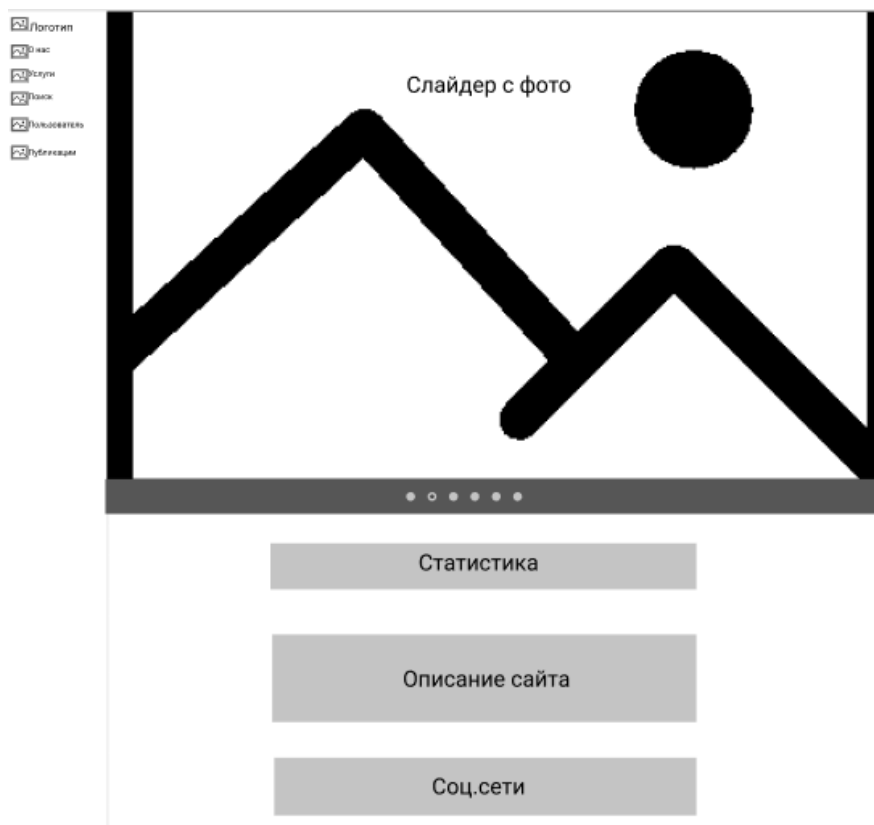 Логотип
О нас
Услуги
Поиск
Пользователь
Публикации
Слайдер с фото
Статистика
Описание сайта
Соц.сети